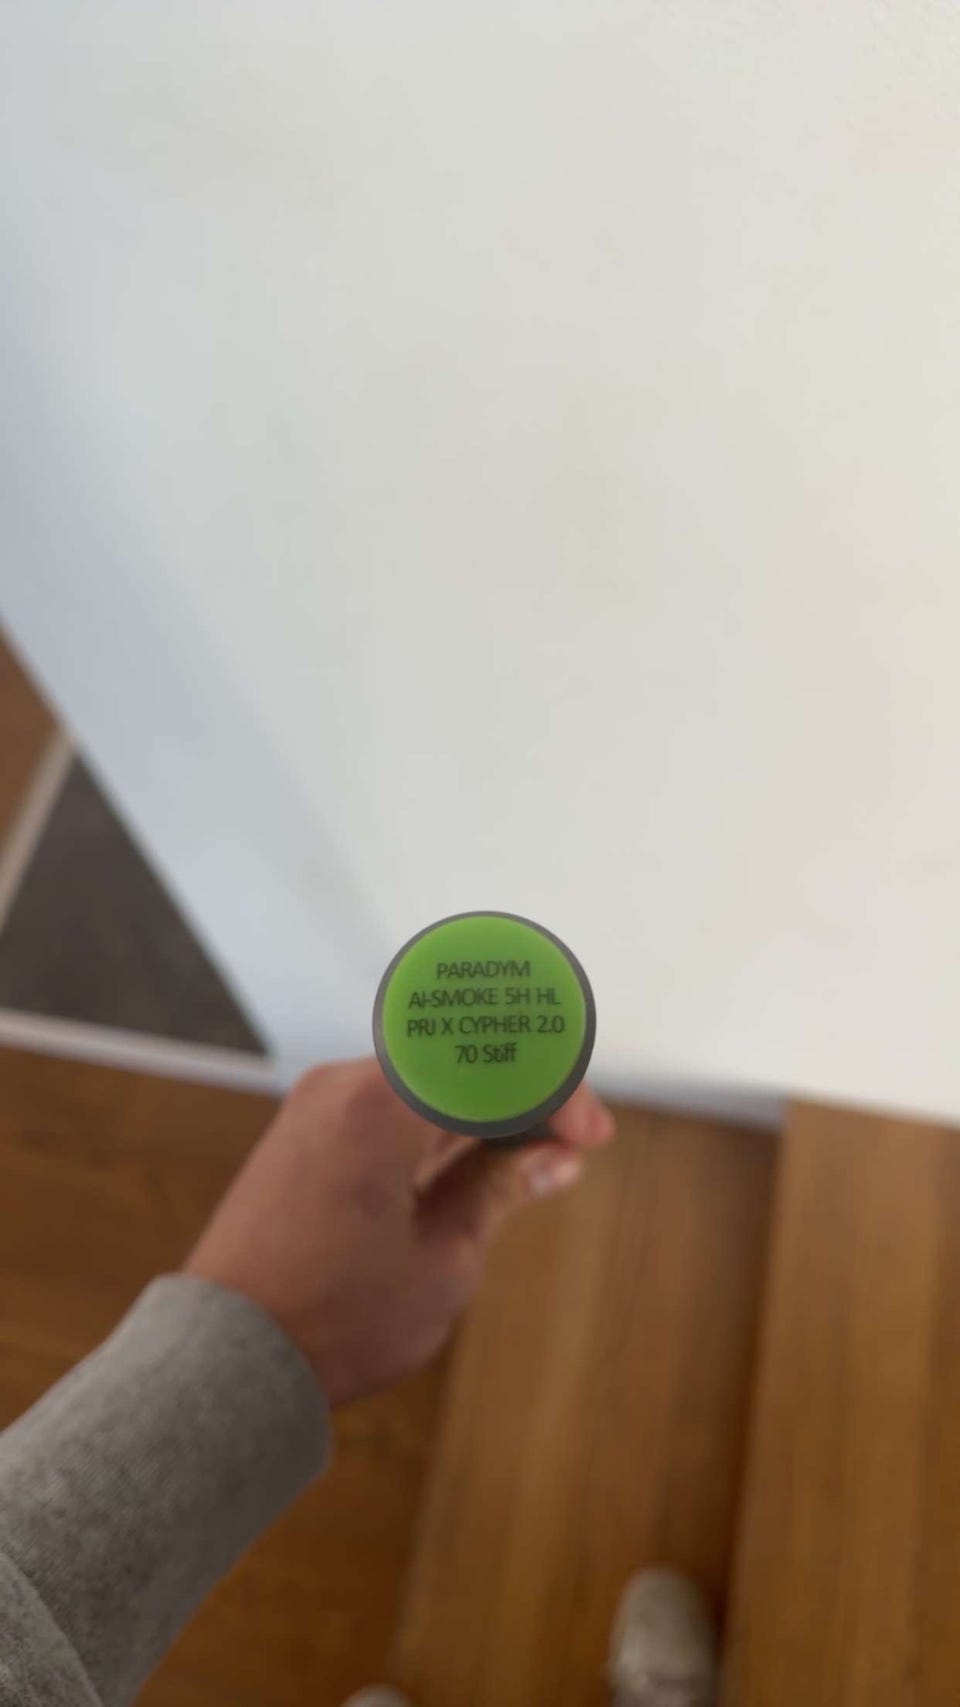 PARADYM
AI-SMOKE 5H HL
PRJ X CYPHER 2.0
70 Stiff